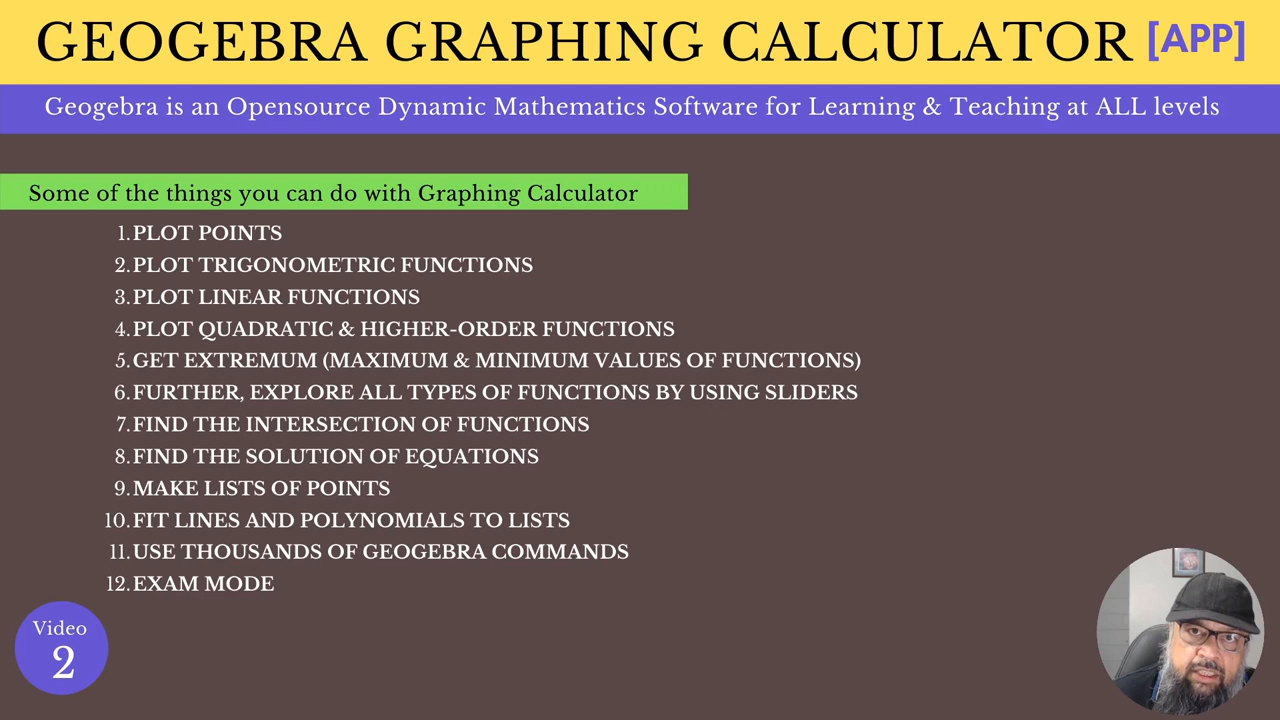 GEOGEBRA GRAPHING CALCULATOR [APP]
Geogebra is an Opensource Dynamic Mathematics Software for Learning & Teaching at ALL levels
Some of the things you can do with Graphing Calculator
1. PLOT POINTS
2. PLOT TRIGONOMETRIC FUNCTIONS
3. PLOT LINEAR FUNCTIONS
4. PLOT QUADRATIC & HIGHER-ORDER FUNCTIONS
5. GET EXTREMUM (MAXIMUM & MINIMUM VALUES OF FUNCTIONS)
6. FURTHER, EXPLORE ALL TYPES OF FUNCTIONS BY USING SLIDERS
7. FIND THE INTERSECTION OF FUNCTIONS
8. FIND THE SOLUTION OF EQUATIONS
9. MAKE LISTS OF POINTS
10. FIT LINES AND POLYNOMIALS TO LISTS
11. USE THOUSANDS OF GEOGEBRA COMMANDS
12. EXAM MODE
Video
2